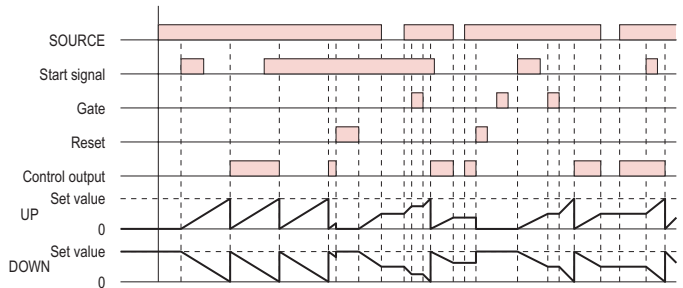 SOURCE
Start signal
Gate
Reset
Control output
Set value
UP
0
Set value
DOWN
0